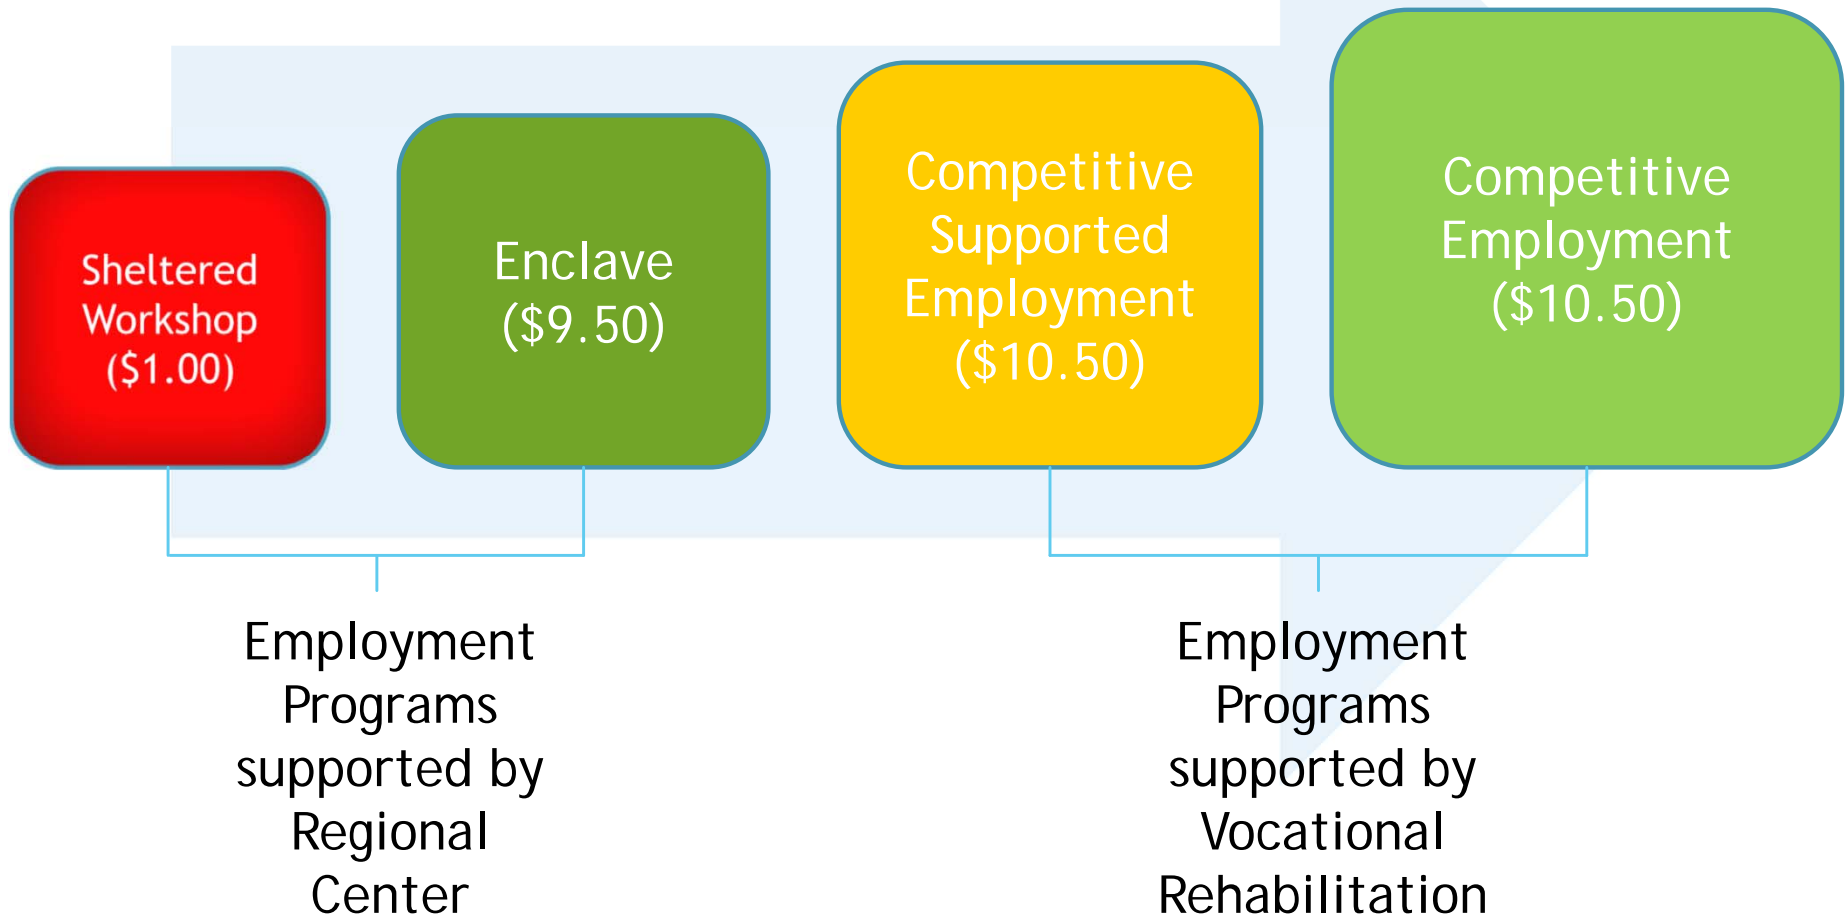 Sheltered
Workshop
($1.00)
Enclave
($9.50)
Competitive
Supported
Employment
($10.50)
Competitive
Employment
($10.50)
Employment
Programs
supported by
Regional
Center
Employment
Programs
supported by
Vocational
Rehabilitation